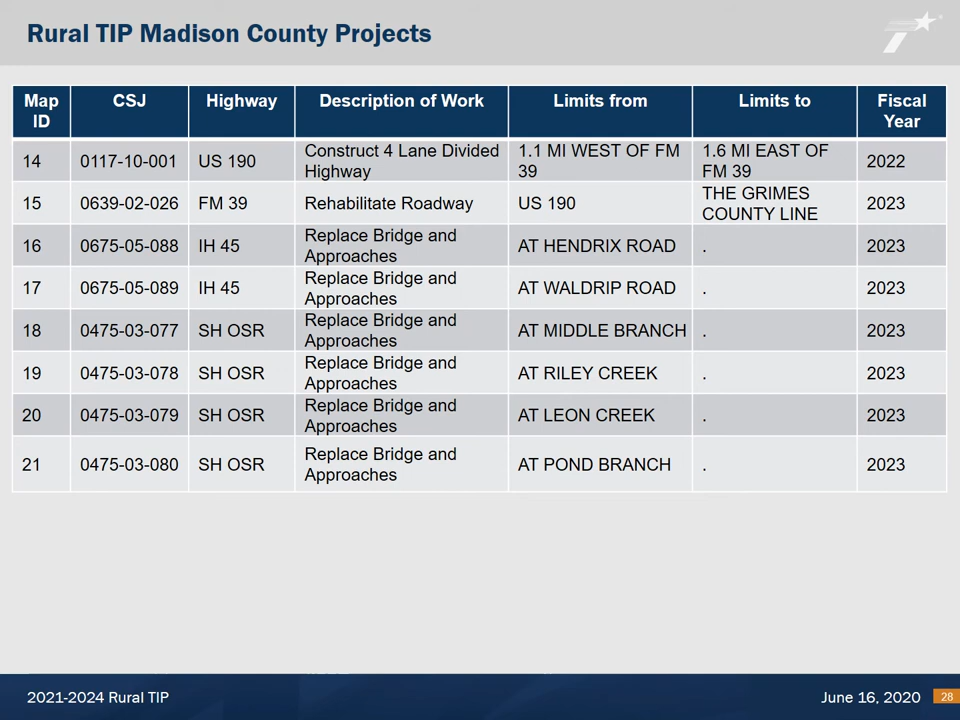 Rural TIP Madison County Projects
Map ID CSJ Highway Description of Work Limits from Limits to Fiscal Year
14 0117-10-001 US 190 Construct 4 Lane Divided Highway 1.1 MI WEST OF FM 39 1.6 MI EAST OF FM 39 2022
15 0639-02-026 FM 39 Rehabilitate Roadway US 190 THE GRIMES COUNTY LINE 2023
16 0675-05-088 IH 45 Replace Bridge and Approaches AT HENDRIX ROAD . 2023
17 0675-05-089 IH 45 Replace Bridge and Approaches AT WALDRIP ROAD . 2023
18 0475-03-077 SH OSR Replace Bridge and Approaches AT MIDDLE BRANCH . 2023
19 0475-03-078 SH OSR Replace Bridge and Approaches AT RILEY CREEK . 2023
20 0475-03-079 SH OSR Replace Bridge and Approaches AT LEON CREEK . 2023
21 0475-03-080 SH OSR Replace Bridge and Approaches AT POND BRANCH . 2023
2021-2024 Rural TIP June 16, 2020 28